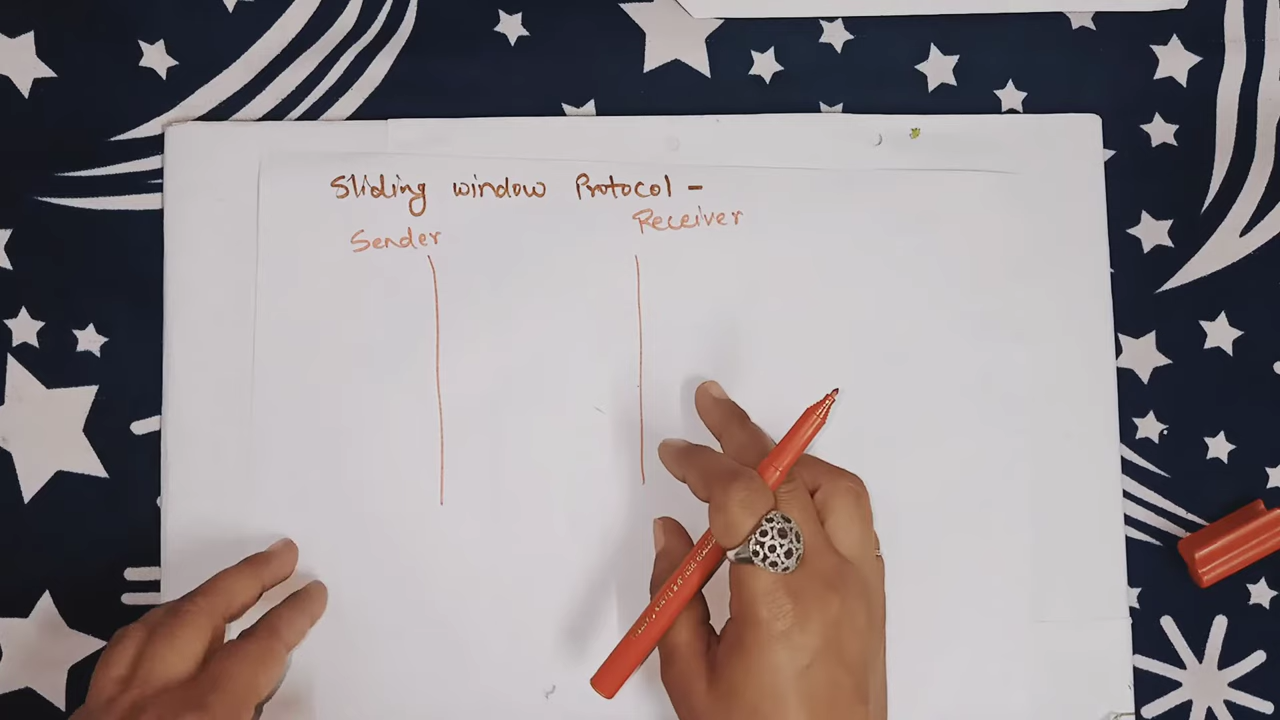 Sliding window Protocol -
Sender
Receiver